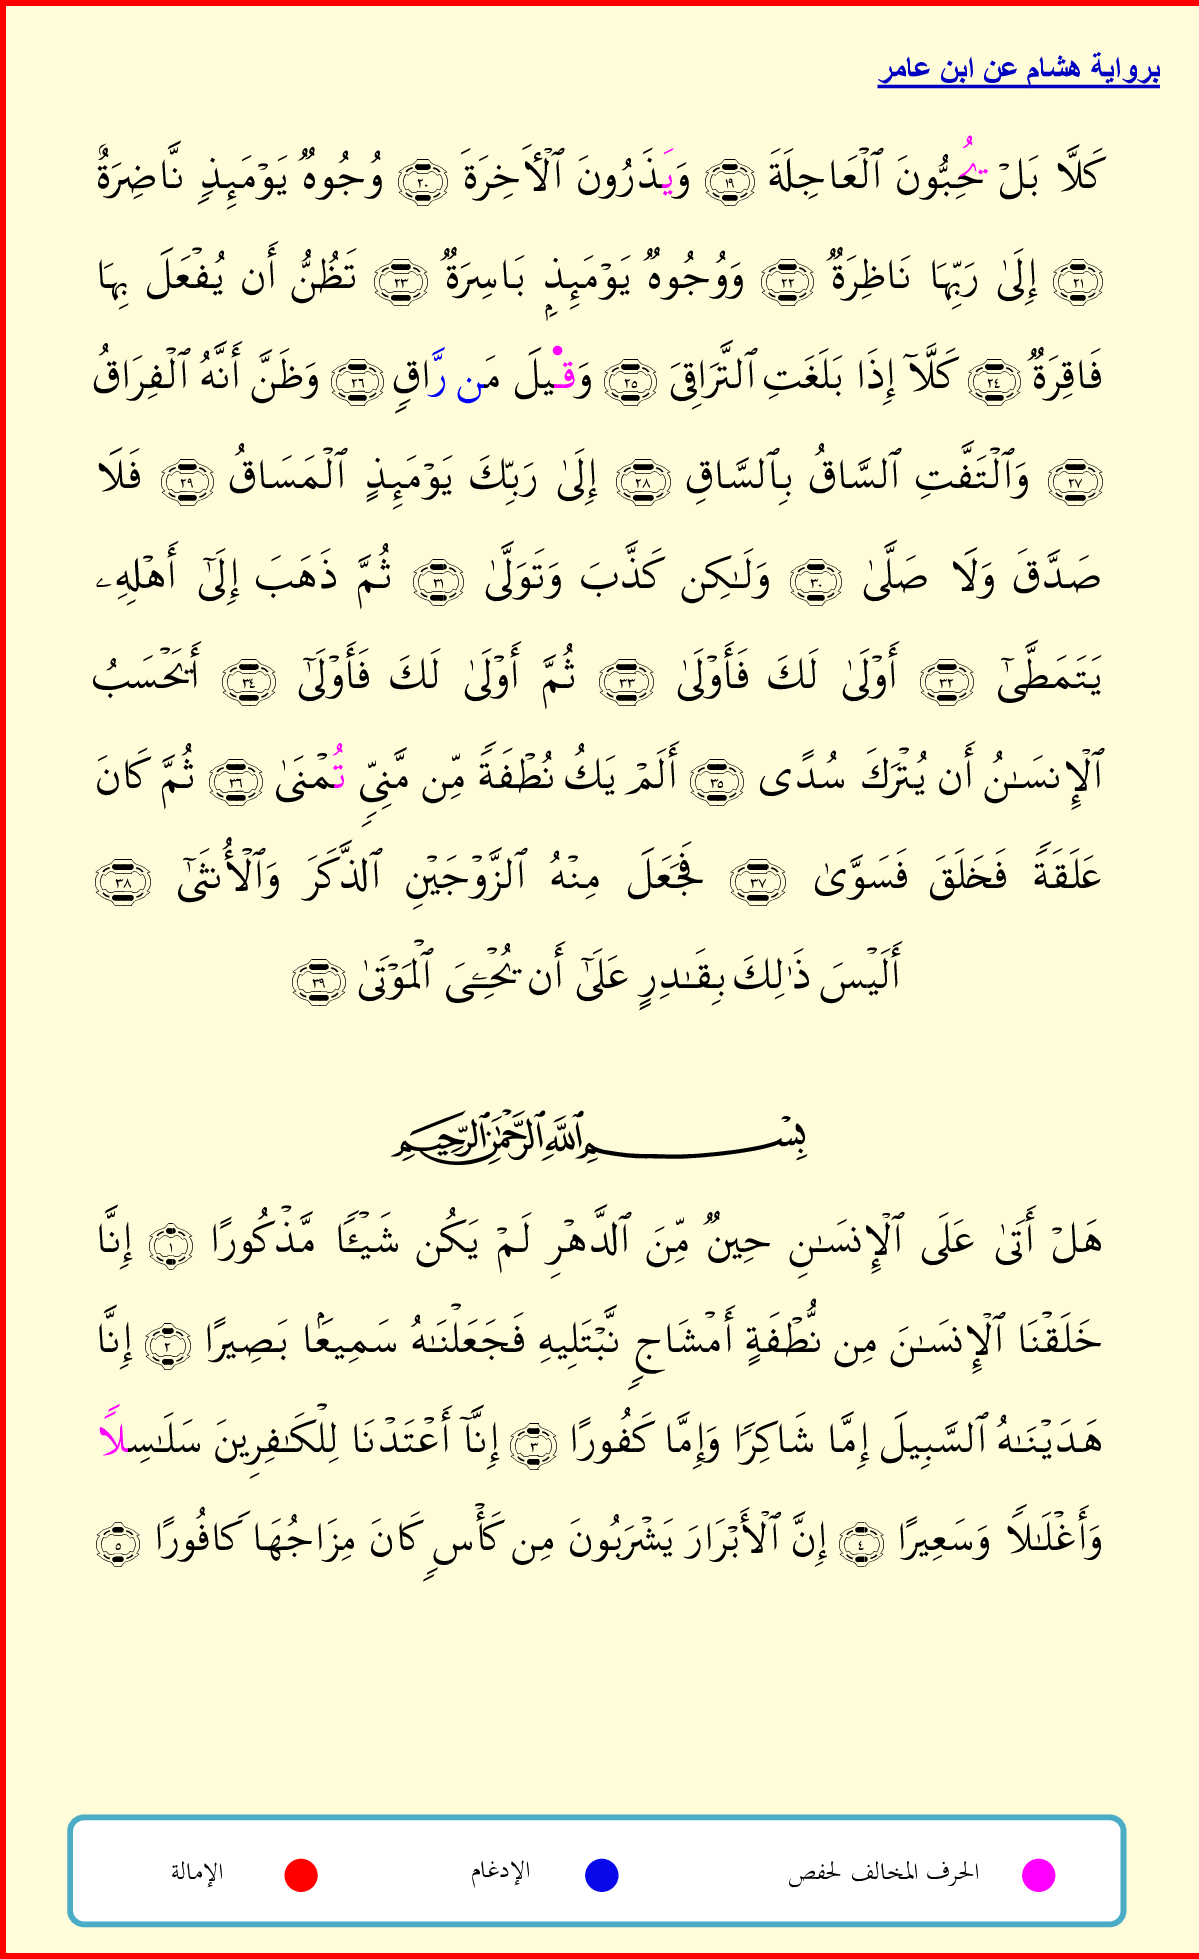 برواية هشام عن ابن عامر
كَلَّا بَلْ يُحِبُّونَ ٱلْعَاجِلَةَ ١٩ وَيَذَرُونَ ٱلْأَخِرَةَ ٢٠ وُجُوهٌ يَوْمَئِذٍ نَّاضِرَةٌ
٢١ إِلَىٰ رَبِّهَا نَاظِرَةٌ ٢٢ وَوُجُوهٌ يَوْمَئِذِۭ بَاسِرَةٌ ٢٣ تَظُنُّ أَن يُفْعَلَ بِهَا
فَاقِرَةٌ ٢٤ كَلَّآ إِذَا بَلَغَتِ ٱلتَّرَاقِىَ ٢٥ وَقِيلَ مَن رَّاقٍ ٢٦ وَظَنَّ أَنَّهُ ٱلْفِرَاقُ
٢٧ وَٱلْتَفَّتِ ٱلسَّاقُ بِٱلسَّاقِ ٢٨ إِلَىٰ رَبِّكَ يَوْمَئِذٍ ٱلْمَسَاقُ ٢٩ فَلَا
صَدَّقَ وَلَا صَلَّىٰ ٣٠ وَلَـٰكِن كَذَّبَ وَتَوَلَّىٰ ٣١ ثُمَّ ذَهَبَ إِلَىٰٓ أَهْلِهِۦ
يَتَمَطَّىٰٓ ٣٢ أَوْلَىٰ لَكَ فَأَوْلَىٰ ٣٣ ثُمَّ أَوْلَىٰ لَكَ فَأَوْلَىٰٓ ٣٤ أَيَحْسَبُ
ٱلْإِنسَـٰنُ أَن يُتْرَكَ سُدًى ٣٥ أَلَمْ يَكُ نُطْفَةً مِّن مَّنِىٍّ تُمْنَىٰ ٣٦ ثُمَّ كَانَ
عَلَقَةً فَخَلَقَ فَسَوَّىٰ ٣٧ فَجَعَلَ مِنْهُ ٱلزَّوْجَيْنِ ٱلذَّكَرَ وَٱلْأُنثَىٰٓ ٣٨
أَلَيْسَ ذَٰلِكَ بِقَـٰدِرٍ عَلَىٰٓ أَن يُحْـِۧىَ ٱلْمَوْتَىٰ ٣٩
بِسْمِ ٱللَّهِ ٱلرَّحْمَـٰنِ ٱلرَّحِيمِ
هَلْ أَتَىٰ عَلَى ٱلْإِنسَـٰنِ حِينٌ مِّنَ ٱلدَّهْرِ لَمْ يَكُن شَيْـًٔا مَّذْكُورًا ١ إِنَّا
خَلَقْنَا ٱلْإِنسَـٰنَ مِن نُّطْفَةٍ أَمْشَاجٍ نَّبْتَلِيهِ فَجَعَلْنَـٰهُ سَمِيعَۢا بَصِيرًا ٢ إِنَّا
هَدَيْنَـٰهُ ٱلسَّبِيلَ إِمَّا شَاكِرًا وَإِمَّا كَفُورًا ٣ إِنَّآ أَعْتَدْنَا لِلْكَـٰفِرِينَ سَلَـٰسِلًا
وَأَغْلَـٰلًا وَسَعِيرًا ٤ إِنَّ ٱلْأَبْرَارَ يَشْرَبُونَ مِن كَأْسٍ كَانَ مِزَاجُهَا كَافُورًا ٥
الحرف المخالف لحفص الإدغام الإمالة